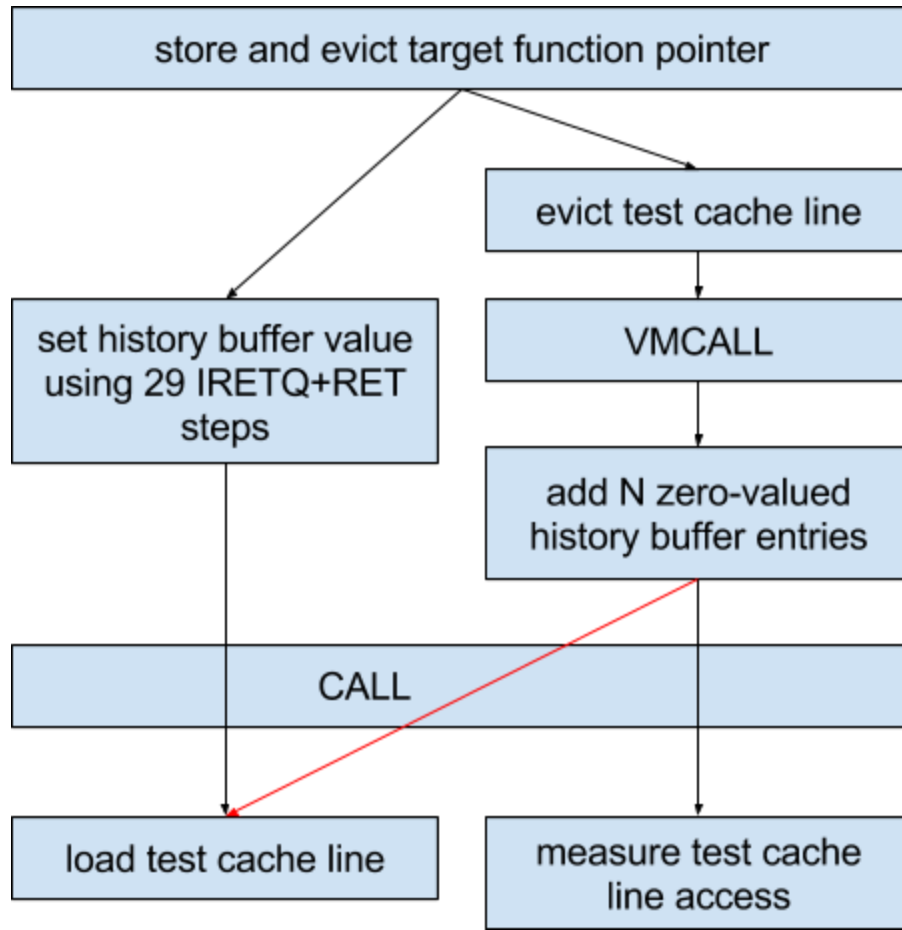 store and evict target function pointer
evict test cache line
set history buffer value
using 29 IRETQ+RET
steps
VMCALL
add N zero-valued
history buffer entries
CALL
load test cache line
measure test cache
line access